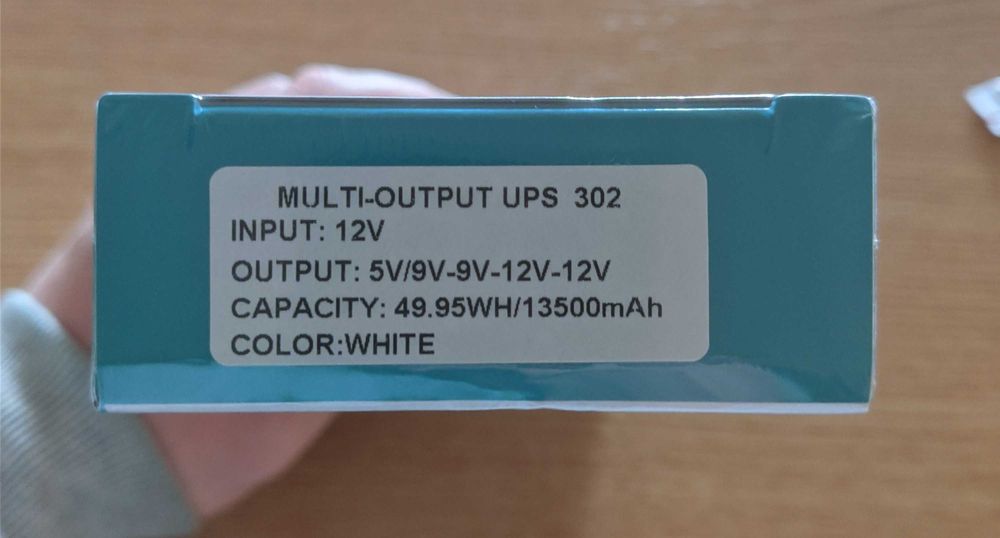 MULTI-OUTPUT UPS 302
INPUT: 12V
OUTPUT: 5V/9V-9V-12V-12V
CAPACITY: 49.95WH/13500mAh
COLOR:WHITE